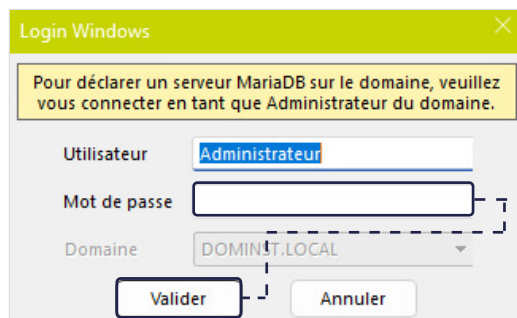 Login Windows
Pour déclarer un serveur MariaDB sur le domaine, veuillez
vous connecter en tant que Administrateur du domaine.
Utilisateur Administrateur
Mot de passe
Domaine DOMINST.LOCAL
Valider Annuler